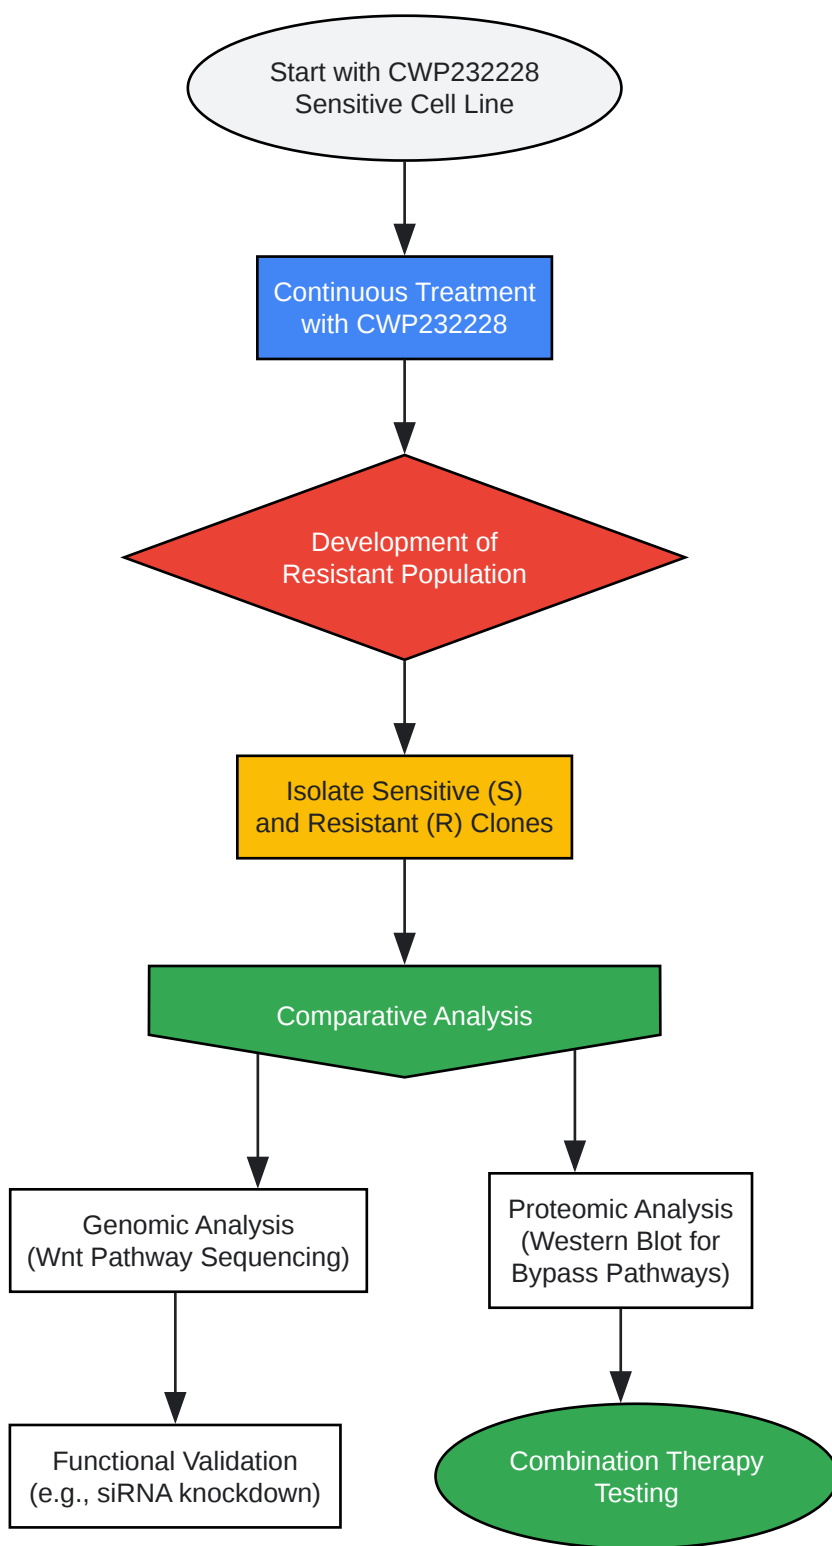 Start with CWP232228
Sensitive Cell Line
Continuous Treatment
with CWP232228
Development of
Resistant Population
Isolate Sensitive (S)
and Resistant (R) Clones
Comparative Analysis
Genomic Analysis
(Wnt Pathway Sequencing)
Proteomic Analysis
(Western Blot for
Bypass Pathways)
Functional Validation
(e.g., siRNA knockdown)
Combination Therapy
Testing